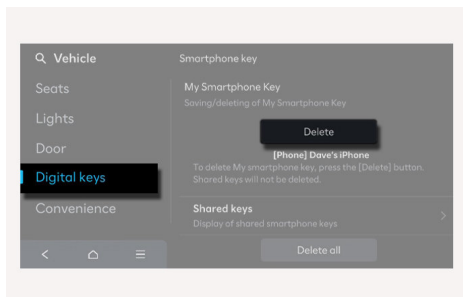 Vehicle
Smartphone key
Seats
My Smartphone Key
Saving/deleting of My Smartphone Key
Lights
Delete
Door
[Phone] Dave's iPhone
To delete My smartphone key, press the [Delete] button.
Shared keys will not be deleted.
Digital keys
Convenience
Shared keys
Display of shared smartphone keys
Delete all